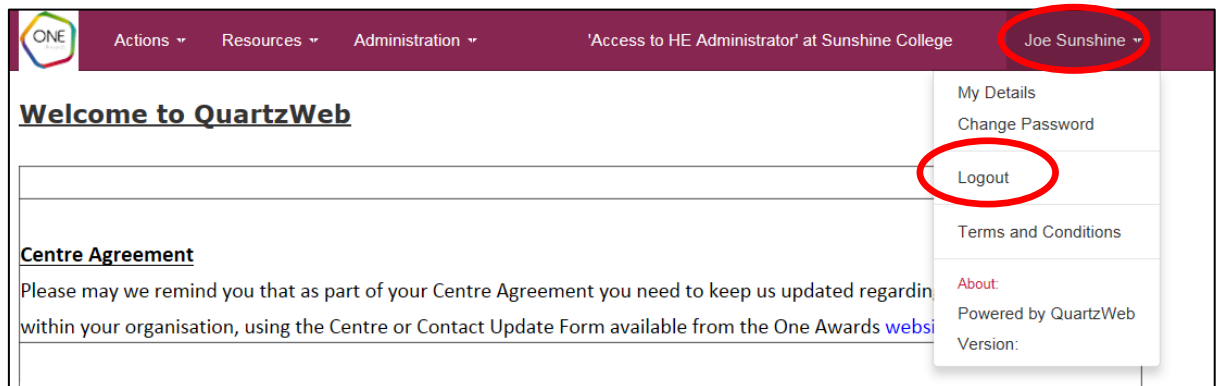 ONE
Actions Resources Administration 'Access to HE Administrator' at Sunshine College Joe Sunshine
My Details
Change Password
Logout
Terms and Conditions
About:
Powered by QuartzWeb
Version:
Welcome to QuartzWeb
Centre Agreement
Please may we remind you that as part of your Centre Agreement you need to keep us updated regardin
within your organisation, using the Centre or Contact Update Form available from the One Awards websi